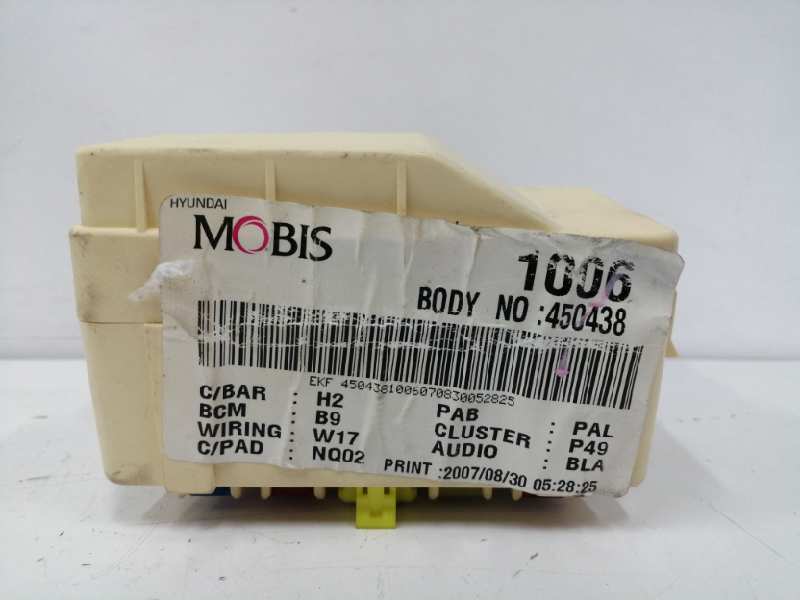 HYUNDAI
MOBIS
1006
BODY NO :450438
EKF 4504381006070830052825
C/BAR : H2 PAB : PAL
BCM : B9 CLUSTER : P49
WIRING : W17 AUDIO : BLA
C/PAD : NQ02
PRINT :2007/08/30 05:28:25